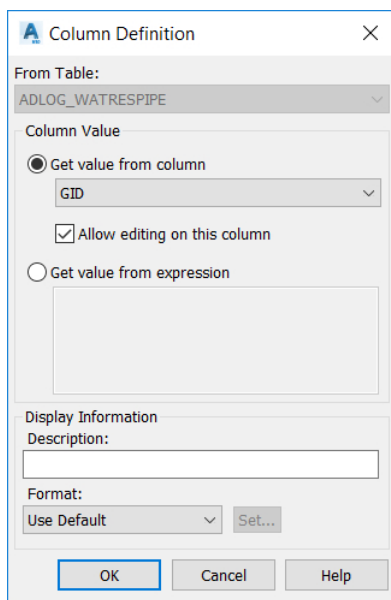 Column Definition
From Table:
ADLOG_WATRESPIPE
Column Value
Get value from column
GID
Allow editing on this column
Get value from expression
Display Information
Description:
Format:
Use Default
Set...
OK Cancel Help